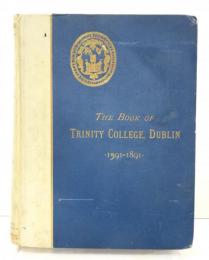 THE BOOK OF
TRINITY COLLEGE, DUBLIN
·1591-1891·